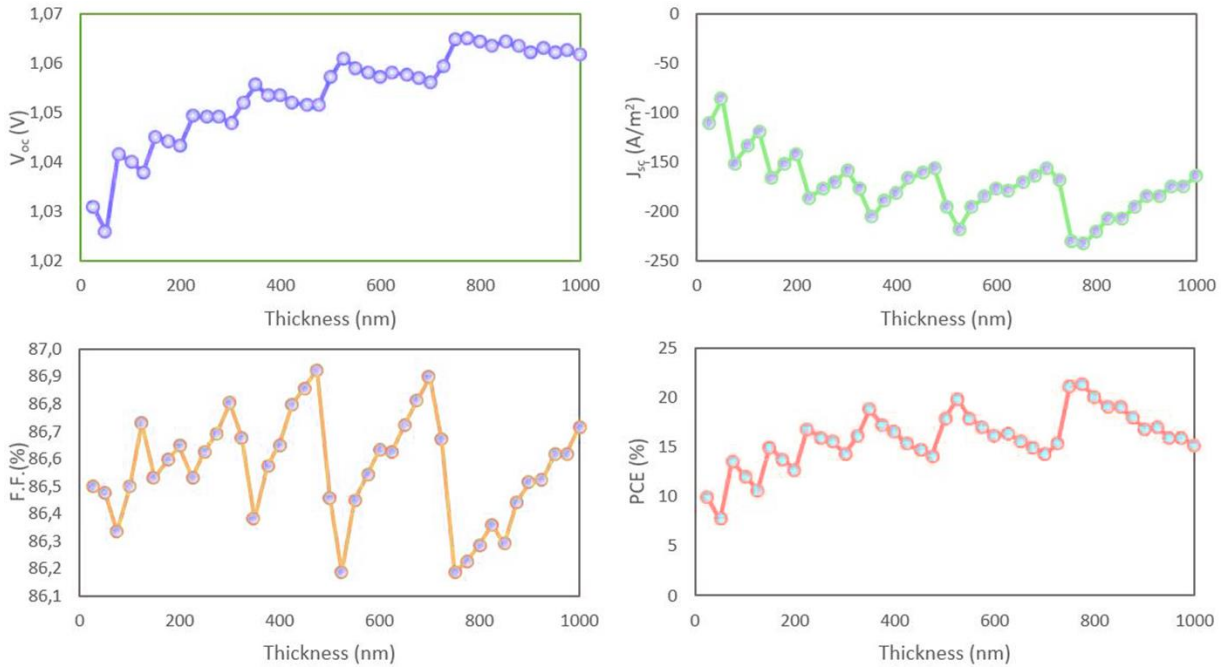 1,07
1,06
1,05
1,04
1,03
1,02
0 200 400 600 800 1000
V_oc (V)
Thickness (nm)
0
-50
-100
-150
-200
-250
0 200 400 600 800 1000
J_sç (A/m²)
Thickness (nm)
87,0
86,9
86,8
86,7
86,6
86,5
86,4
86,3
86,2
86,1
0 200 400 600 800 1000
F.F.(%)
Thickness (nm)
25
20
15
10
5
0
0 200 400 600 800 1000
PCE (%)
Thickness (nm)